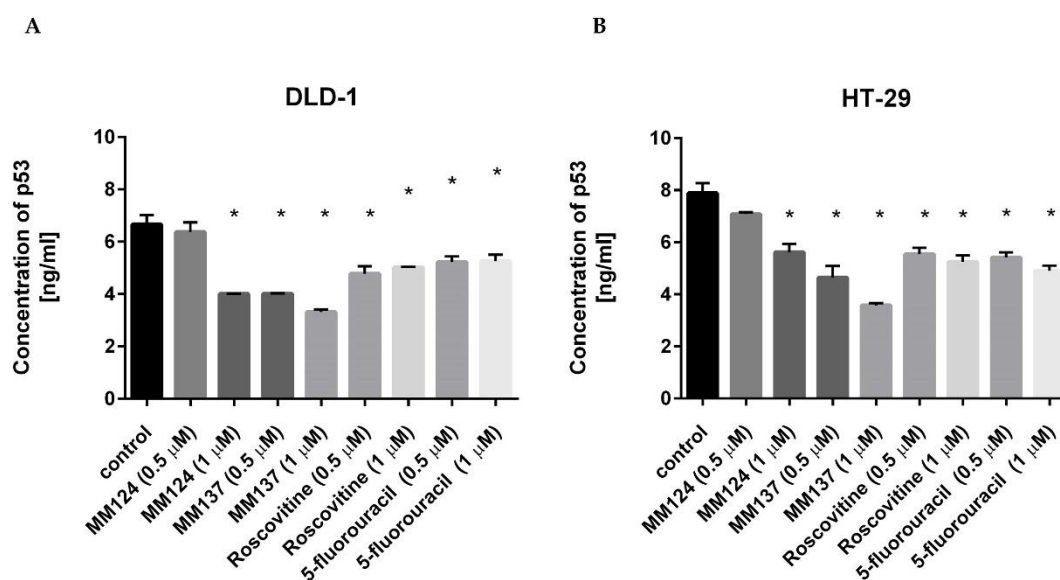 A
DLD-1
Concentration of p53
[ng/ml]
10
8
6
4
2
0
* * * * * * *
control
MM124 (0.5 μM)
MM124 (1 μM)
MM137 (0.5 μM)
MM137 (1 μM)
Roscovitine (0.5 μM)
Roscovitine (1 μM)
5-fluorouracil (0.5 μM)
5-fluorouracil (1 μM)
B
HT-29
Concentration of p53
[ng/ml]
10
8
6
4
2
0
* * * * * * *
control
MM124 (0.5 μM)
MM124 (1 μM)
MM137 (0.5 μM)
MM137 (1 μM)
Roscovitine (0.5 μM)
Roscovitine (1 μM)
5-fluorouracil (0.5 μM)
5-fluorouracil (1 μM)